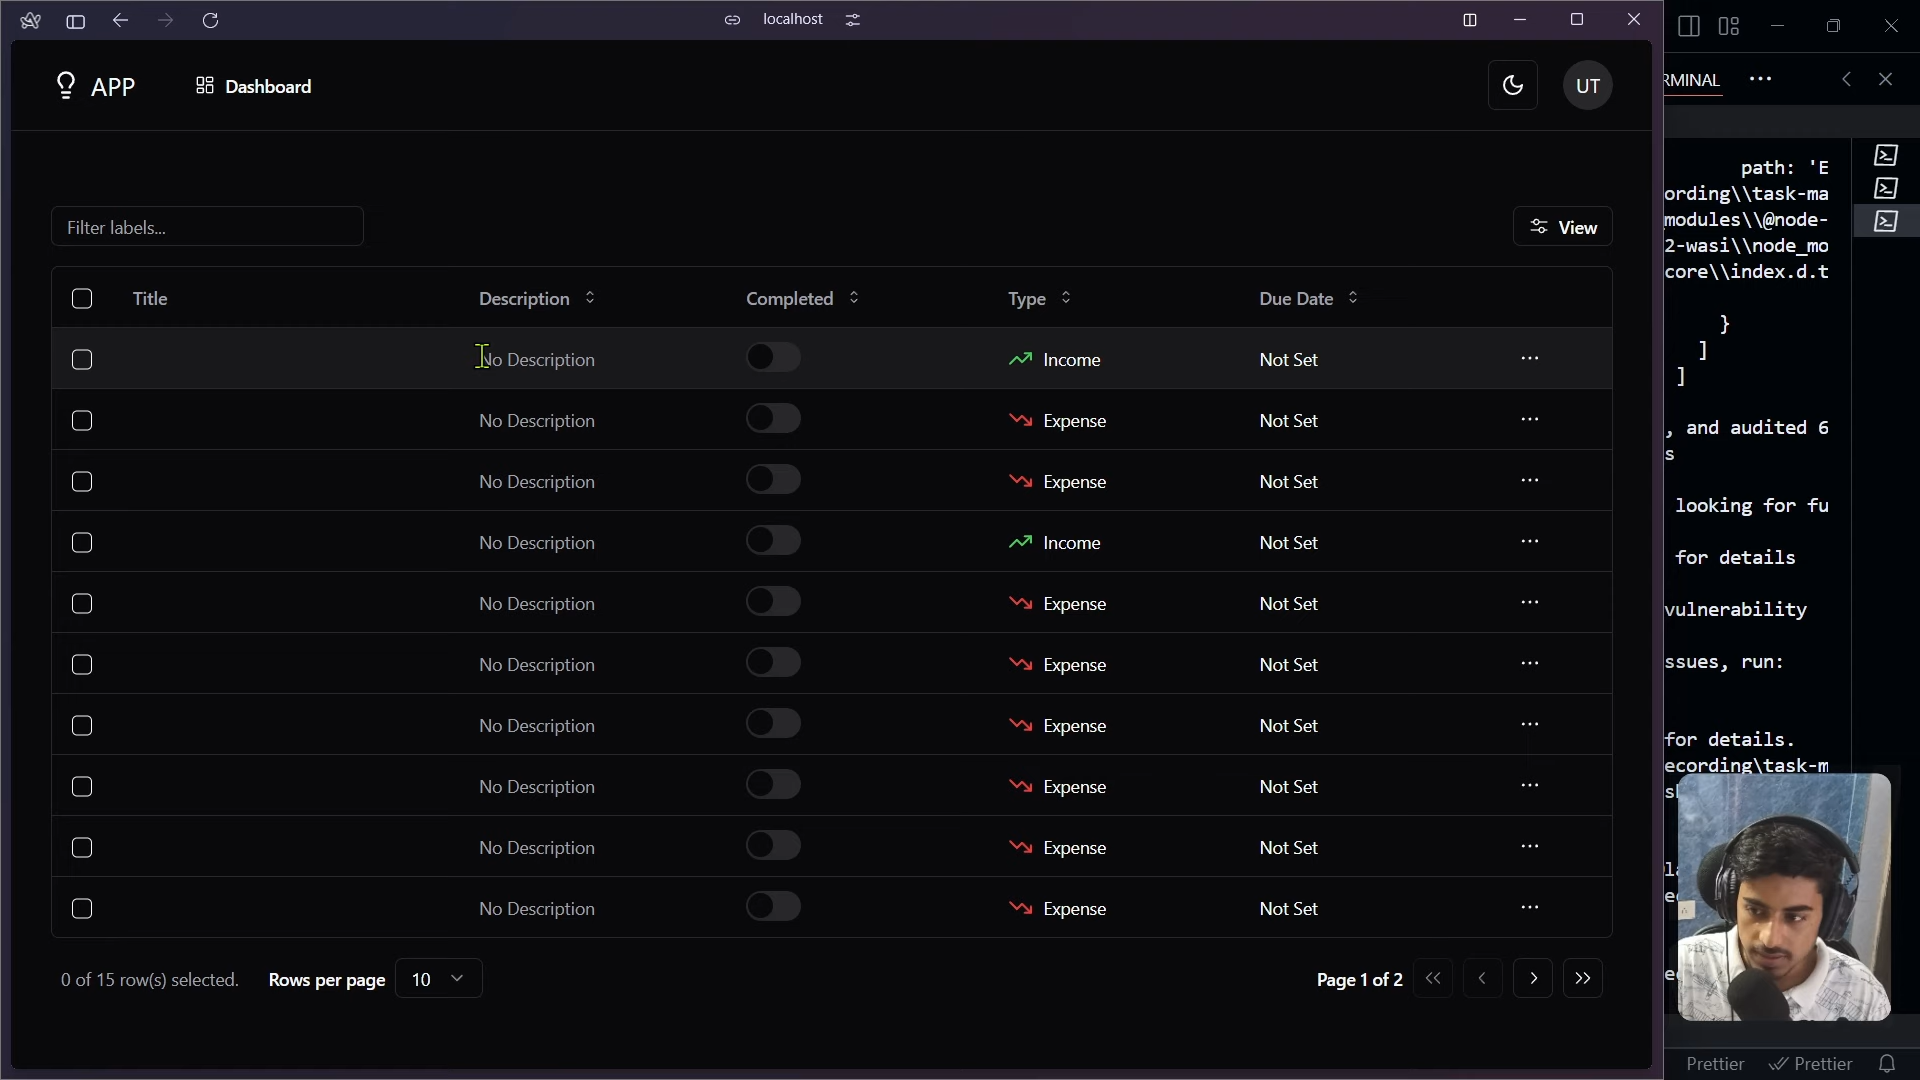 localhost
APP
Dashboard
UT
Filter labels...
View
Title Description Completed Type Due Date
No Description Income Not Set
No Description Expense Not Set
No Description Expense Not Set
No Description Income Not Set
No Description Expense Not Set
No Description Expense Not Set
No Description Expense Not Set
No Description Expense Not Set
No Description Expense Not Set
No Description Expense Not Set
0 of 15 row(s) selected. Rows per page 10 Page 1 of 2
RMINAL
path: 'E
ording\\task-ma
modules\\@node-
2-wasi\\node_mo
core\\index.d.t
}
]
]
, and audited 6
s
looking for fu
for details
vulnerability
ssues, run:
for details.
ecording\task-m
Prettier Prettier